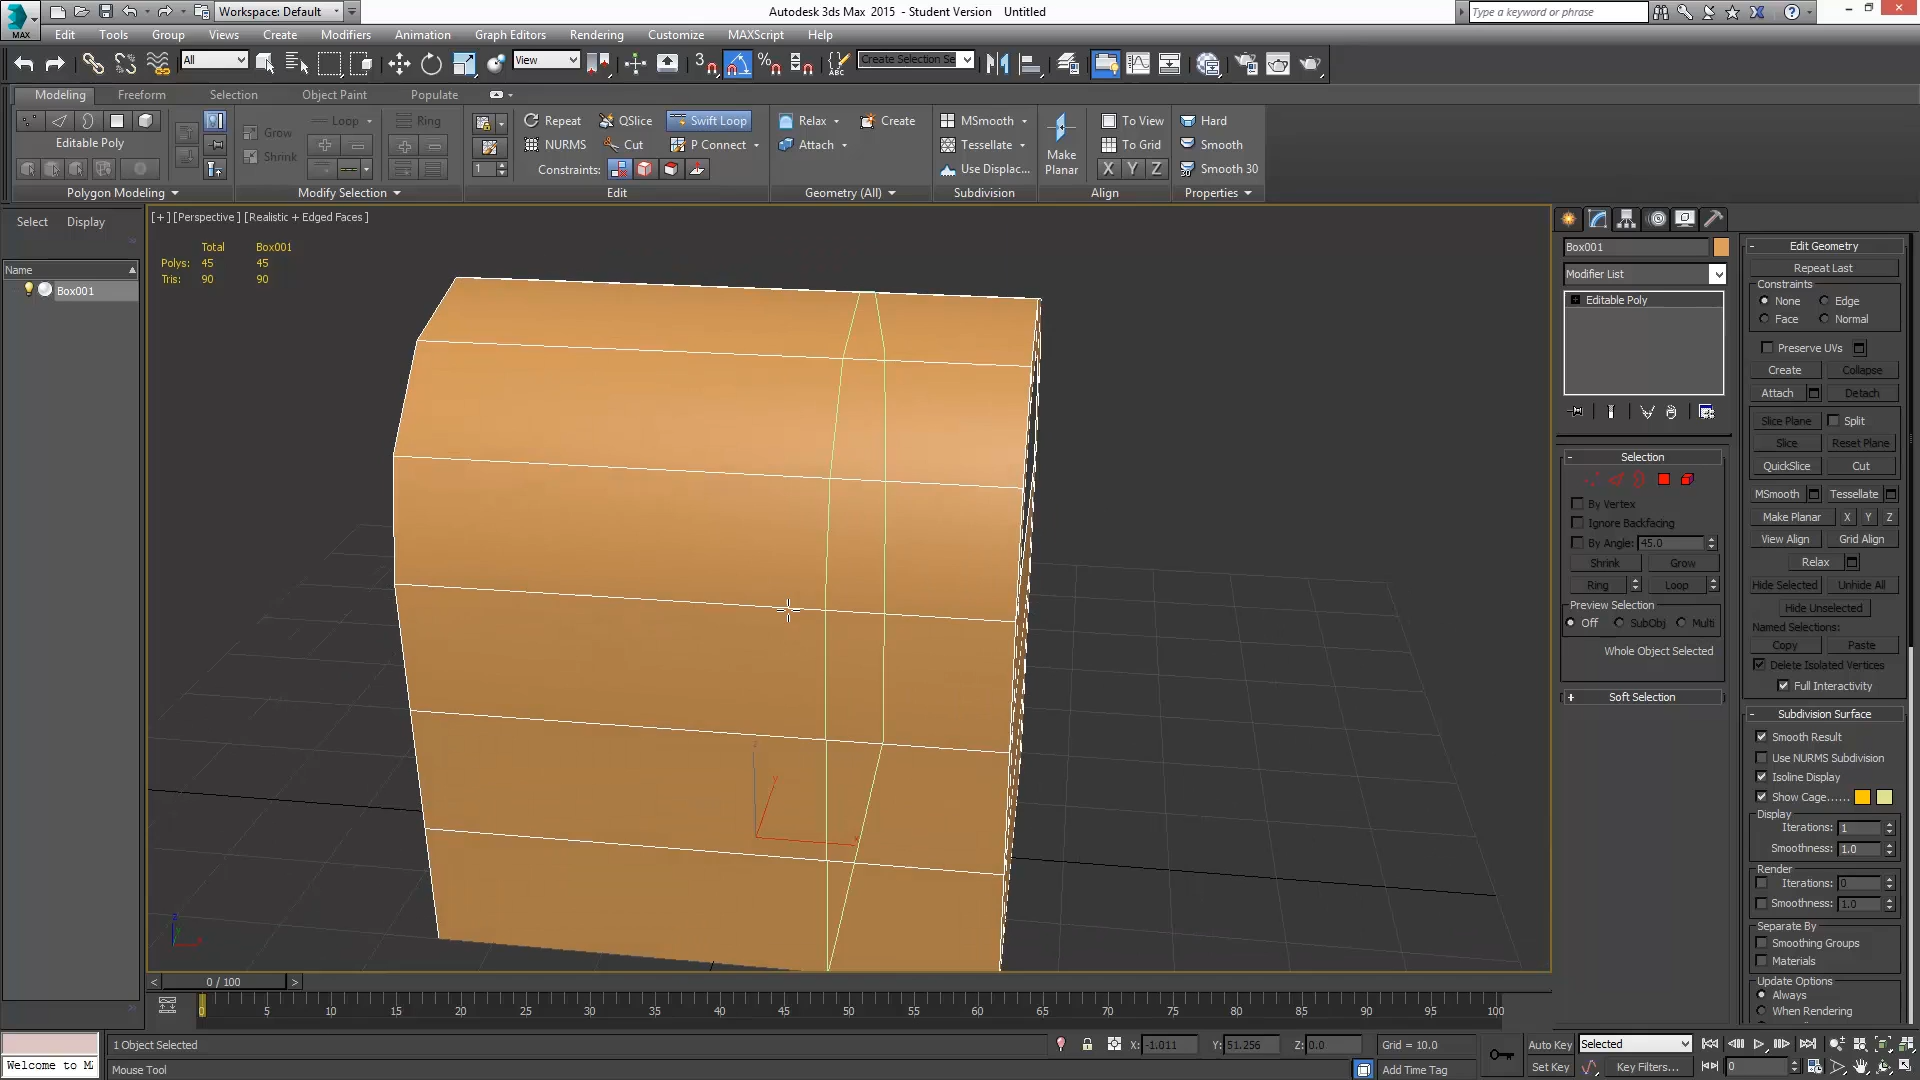 Workspace: Default
Autodesk 3ds Max 2015 - Student Version Untitled
Type a keyword or phrase
MAX
Edit Tools Group Views Create Modifiers Animation Graph Editors Rendering Customize MAXScript Help
All View 3 Create Selection Se
Modeling Freeform Selection Object Paint Populate
Loop Ring Repeat QSlice Swift Loop Relax Create MSmooth To View Hard
Grow NURMS Cut P Connect Attach Tessellate To Grid Smooth
Editable Poly
Shrink 1 Constraints: Make Planar Use Displac... X Y Z Smooth 30
Polygon Modeling Modify Selection Edit Geometry (All) Subdivision Align Properties
Select Display
Name
Box001
[+] [Perspective ] [Realistic + Edged Faces ]
Total Box001
Polys: 45 45
Tris: 90 90
Box001
Modifier List
Editable Poly
Selection
By Vertex
Ignore Backfacing
By Angle: 45.0
Shrink Grow
Ring Loop
Preview Selection
Off SubObj Multi
Whole Object Selected
Soft Selection
Edit Geometry
Repeat Last
Constraints
None Edge
Face Normal
Preserve UVs
Create Collapse
Attach Detach
Slice Plane Split
Slice Reset Plane
QuickSlice Cut
MSmooth Tessellate
Make Planar X Y Z
View Align Grid Align
Relax
Hide Selected Unhide All
Hide Unselected
Named Selections:
Copy Paste
Delete Isolated Vertices
Full Interactivity
Subdivision Surface
Smooth Result
Use NURMS Subdivision
Isoline Display
Show Cage......
Display
Iterations: 1
Smoothness: 1.0
Render
Iterations: 0
Smoothness: 1.0
Separate By
Smoothing Groups
Materials
Update Options
Always
When Rendering
0 / 100
0 5 10 15 20 25 30 35 40 45 50 55 60 65 70 75 80 85 90 95 100
1 Object Selected X: -1.011 Y: 51.256 Z: 0.0 Grid = 10.0 Auto Key Selected
Welcome to M Mouse Tool Add Time Tag Set Key Key Filters... 0